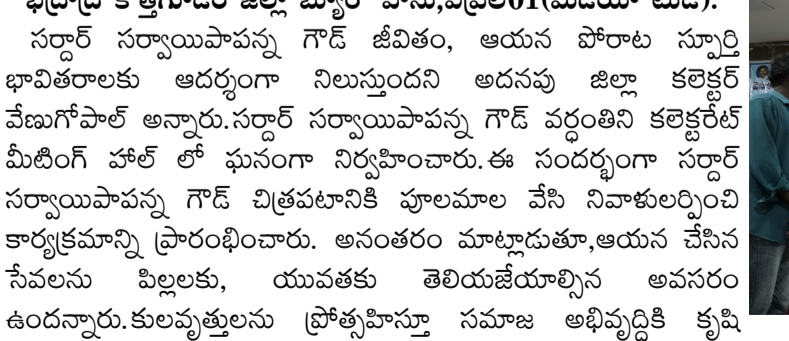 సర్దార్ సర్వాయిపాపన్న గౌడ్ జీవితం, ఆయన పోరాట స్ఫూర్తి
భావితరాలకు ఆదర్శంగా నిలుస్తుందని అదనపు జిల్లా కలెక్టర్
వేణుగోపాల్ అన్నారు.సర్దార్ సర్వాయిపాపన్న గౌడ్ వర్ధంతిని కలెక్టరేట్
మీటింగ్ హాల్ లో ఘనంగా నిర్వహించారు.ఈ సందర్భంగా సర్దార్
సర్వాయిపాపన్న గౌడ్ చిత్రపటానికి పూలమాల వేసి నివాళులర్పించి
కార్యక్రమాన్ని ప్రారంభించారు. అనంతరం మాట్లాడుతూ,ఆయన చేసిన
సేవలను పిల్లలకు, యువతకు తెలియజేయాల్సిన అవసరం
ఉందన్నారు.కులవృత్తులను ప్రోత్సహిస్తూ సమాజ అభివృద్ధికి కృషి